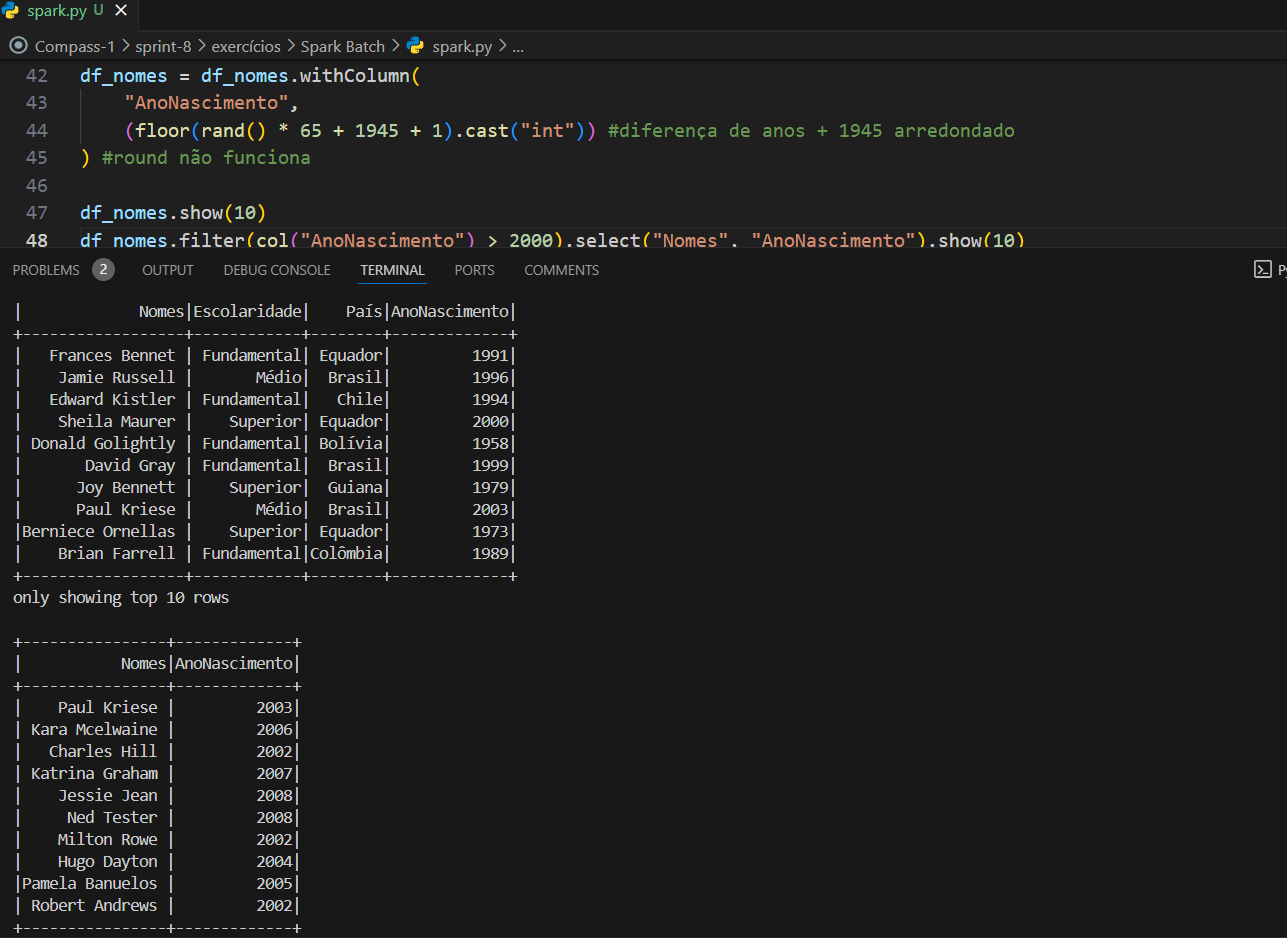 spark.py U ×
Compass-1 > sprint-8 > exercícios > Spark Batch > spark.py > ...
42 df_nomes = df_nomes.withColumn(
43     "AnoNascimento",
44     (floor(rand() * 65 + 1945 + 1).cast("int")) #diferença de anos + 1945 arredondado
45 ) #round não funciona
46
47 df_nomes.show(10)
48 df_nomes.filter(col("AnoNascimento") > 2000).select("Nomes", "AnoNascimento").show(10)
PROBLEMS 2 OUTPUT DEBUG CONSOLE TERMINAL PORTS COMMENTS
|             Nomes|Escolaridade|    País|AnoNascimento|
+------------------+------------+--------+-------------+
|   Frances Bennet | Fundamental| Equador|         1991|
|    Jamie Russell |       Médio|  Brasil|         1996|
|   Edward Kistler | Fundamental|   Chile|         1994|
|    Sheila Maurer |    Superior| Equador|         2000|
| Donald Golightly | Fundamental| Bolívia|         1958|
|       David Gray | Fundamental|  Brasil|         1999|
|      Joy Bennett |    Superior|  Guiana|         1979|
|      Paul Kriese |       Médio|  Brasil|         2003|
|Berniece Ornellas |    Superior| Equador|         1973|
|    Brian Farrell | Fundamental|Colômbia|         1989|
+------------------+------------+--------+-------------+
only showing top 10 rows
+----------------+-------------+
|           Nomes|AnoNascimento|
+----------------+-------------+
|    Paul Kriese |         2003|
| Kara Mcelwaine |         2006|
|   Charles Hill |         2002|
| Katrina Graham |         2007|
|    Jessie Jean |         2008|
|     Ned Tester |         2008|
|    Milton Rowe |         2002|
|    Hugo Dayton |         2004|
|Pamela Banuelos |         2005|
| Robert Andrews |         2002|
+----------------+-------------+